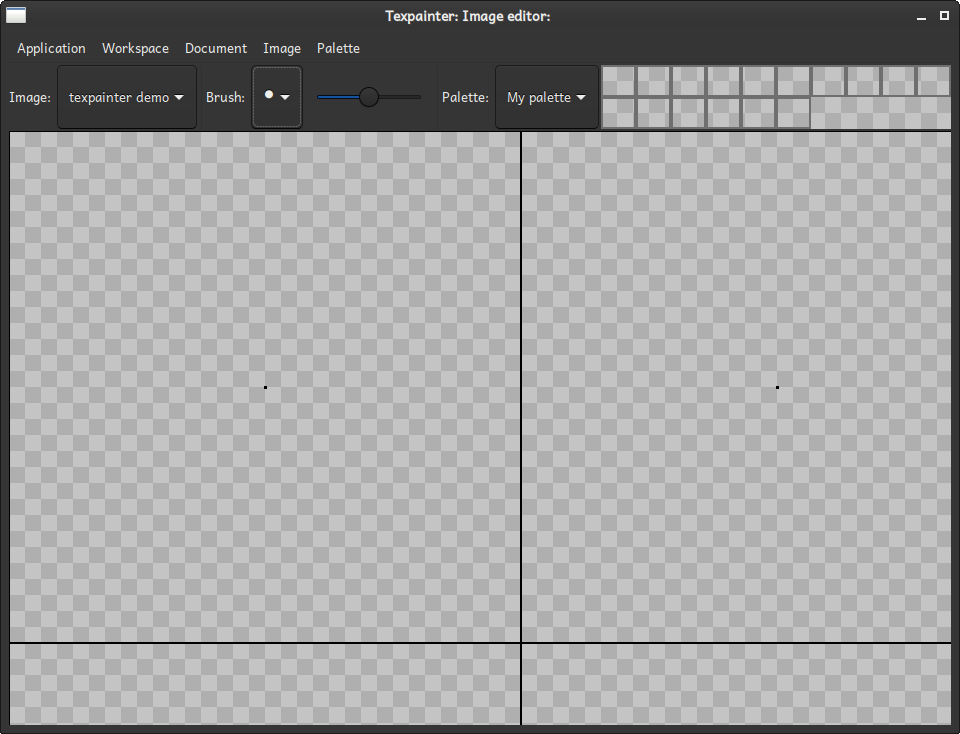 Texpainter: Image editor:
Application Workspace Document Image Palette
Image: texpainter demo Brush: Palette: My palette